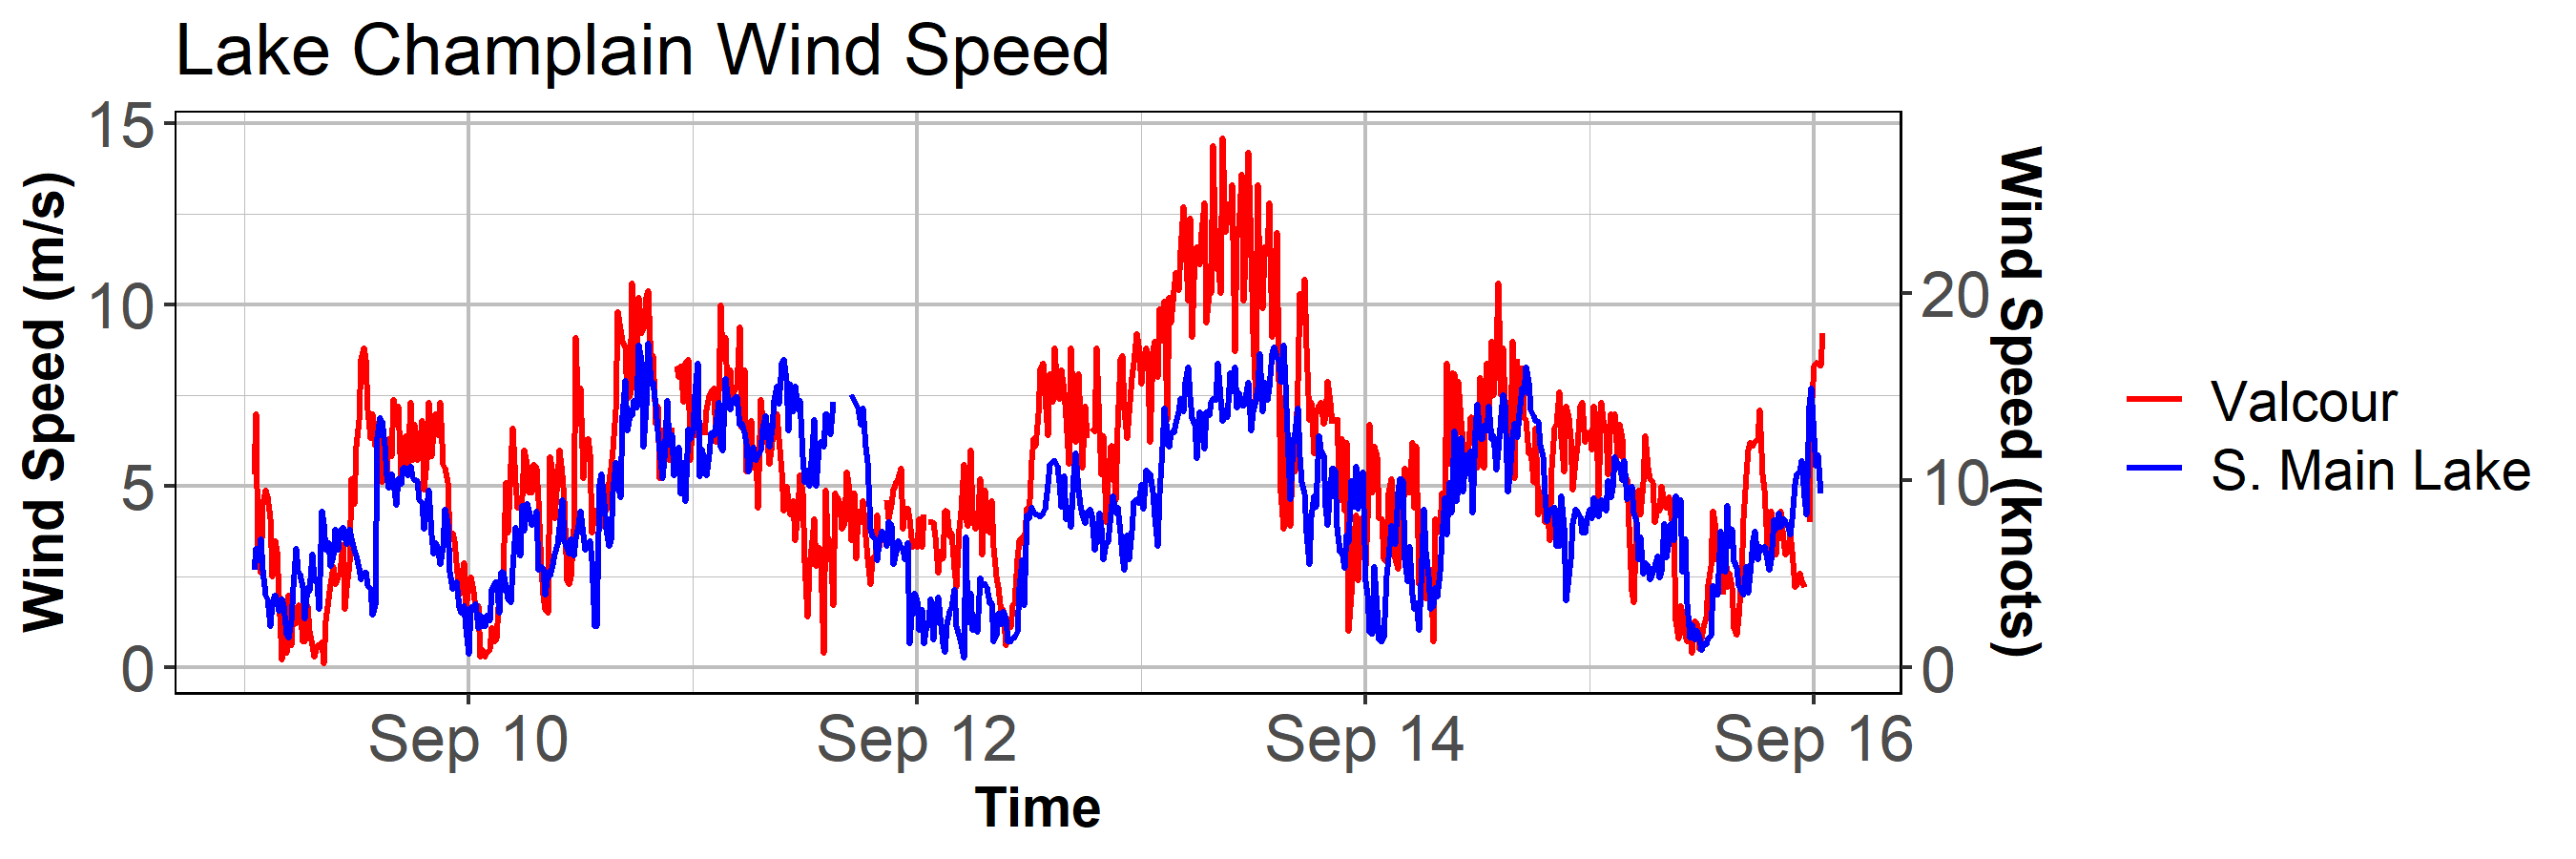 Lake Champlain Wind Speed
15
10
5
0
Wind Speed (m/s)
20
10
0
Wind Speed (knots)
Sep 10
Sep 12
Sep 14
Sep 16
Time
Valcour
S. Main Lake